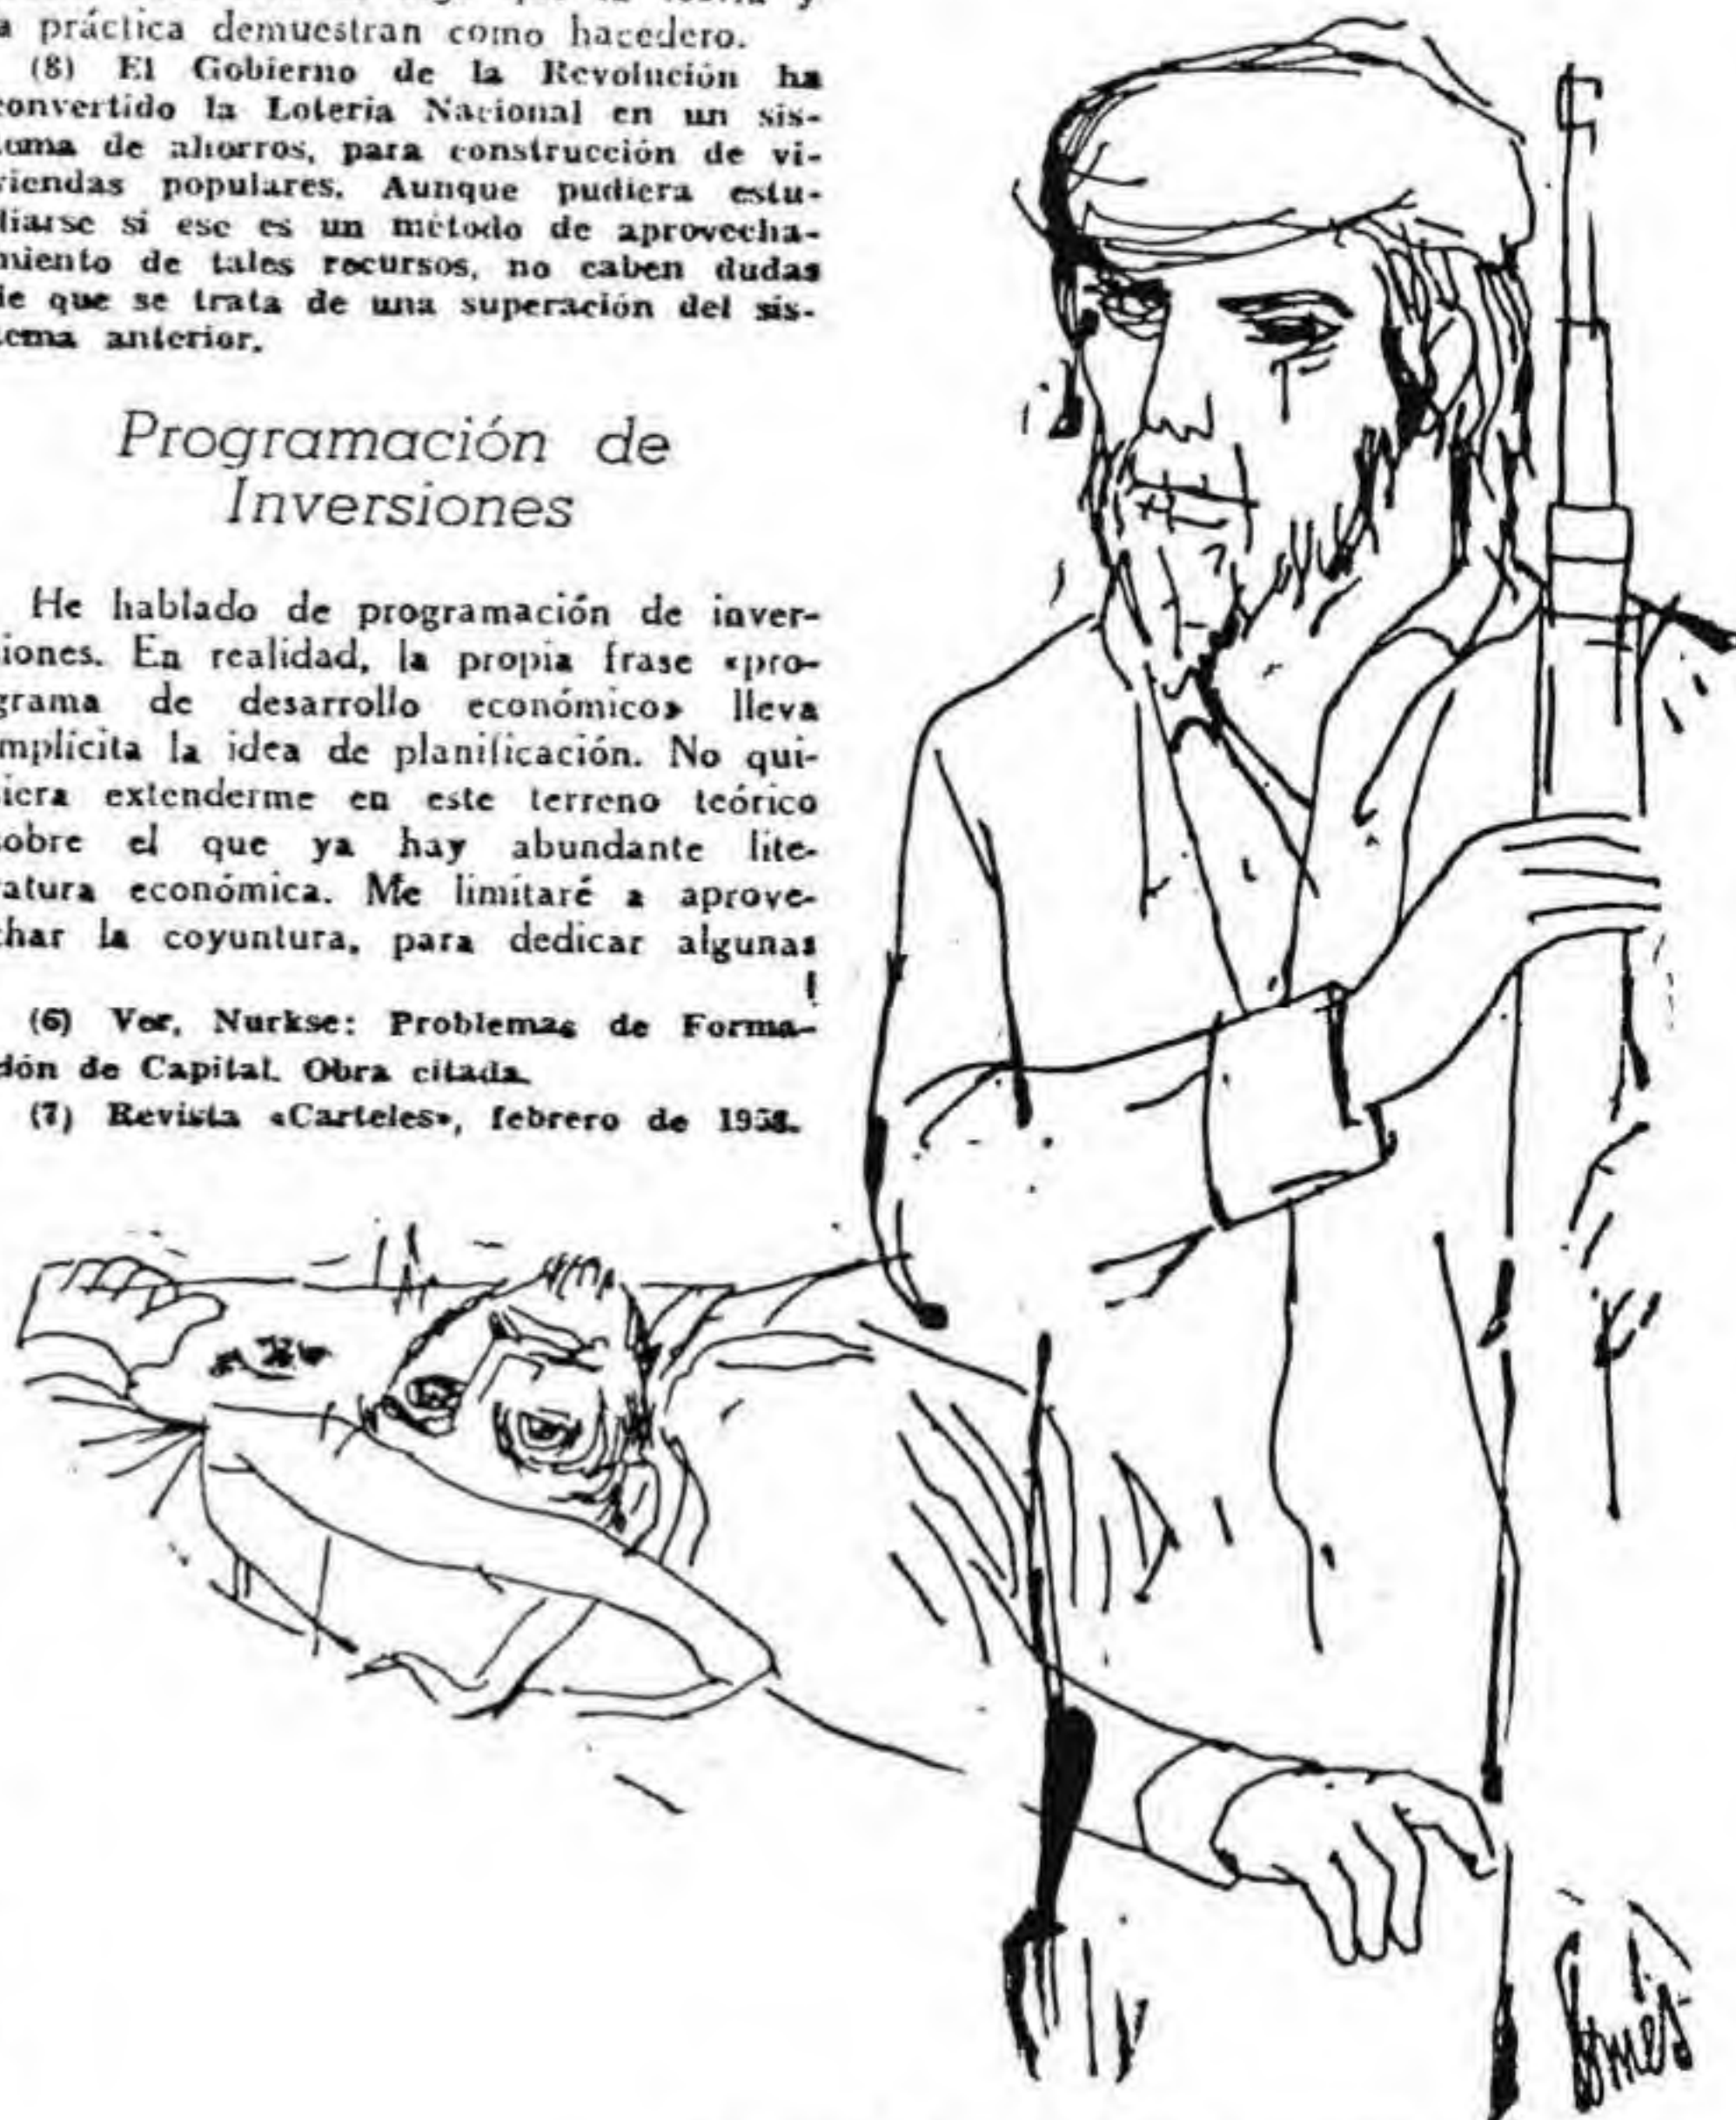 a práctica demuestran como hacedero.
(8) El Gobierno de la Revolución ha
convertido la Lotería Nacional en un sis-
tema de ahorros, para construcción de vi-
viendas populares. Aunque pudiera estu-
diarse si ese es un método de aprovecha-
miento de tales recursos, no caben dudas
de que se trata de una superación del sis-
tema anterior.
Programación de
Inversiones
He hablado de programación de inver-
siones. En realidad, la propia frase «pro-
grama de desarrollo económico» lleva
implícita la idea de planificación. No qui-
siera extenderme en este terreno teórico
sobre el que ya hay abundante lite-
ratura económica. Me limitaré a aprove-
char la coyuntura, para dedicar algunas
(6) Ver, Nurkse: Problemas de Forma-
ción de Capital. Obra citada.
(7) Revista «Carteles», febrero de 1958.